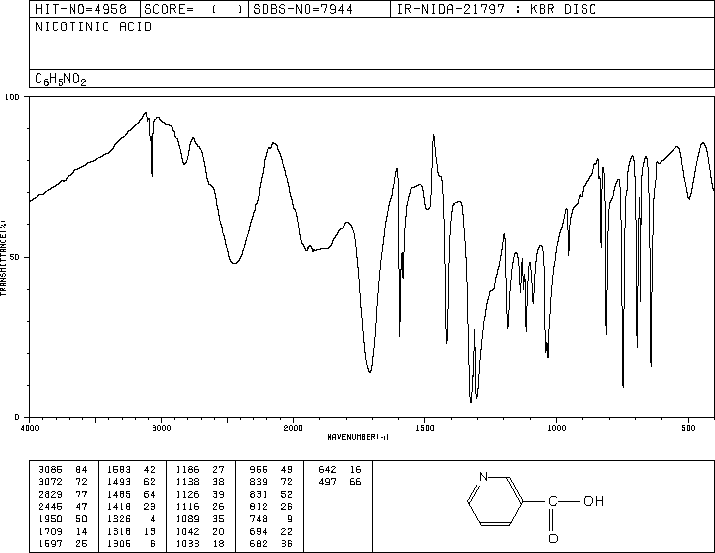 HIT-NO=4958 SCORE= ( ) SDBS-NO=7944 IR-NIDA-21797 : KBR DISC
NICOTINIC ACID
C6H5NO2
100
50
0
TRANSMITTANCE(%)
4000 3000 2000 1500 1000 500
WAVENUMBER(-1)
3086 84 1583 42 1186 27 966 49 642 16
3072 72 1493 62 1138 38 839 72 497 66
2829 77 1485 64 1126 39 831 52
2445 47 1418 23 1116 26 812 26
1950 50 1326 4 1089 35 748 9
1709 14 1318 19 1042 20 694 22
1597 25 1305 6 1033 18 682 36
N
C OH
O